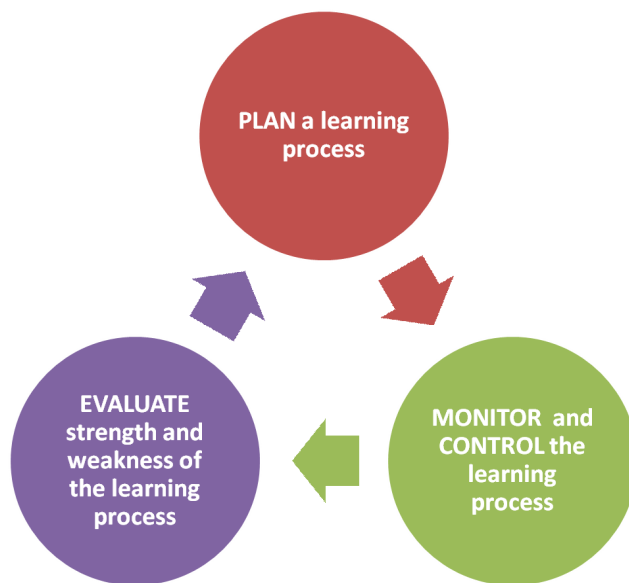 PLAN a learning
process
MONITOR and
CONTROL the
learning
process
EVALUATE
strength and
weakness of
the learning
process